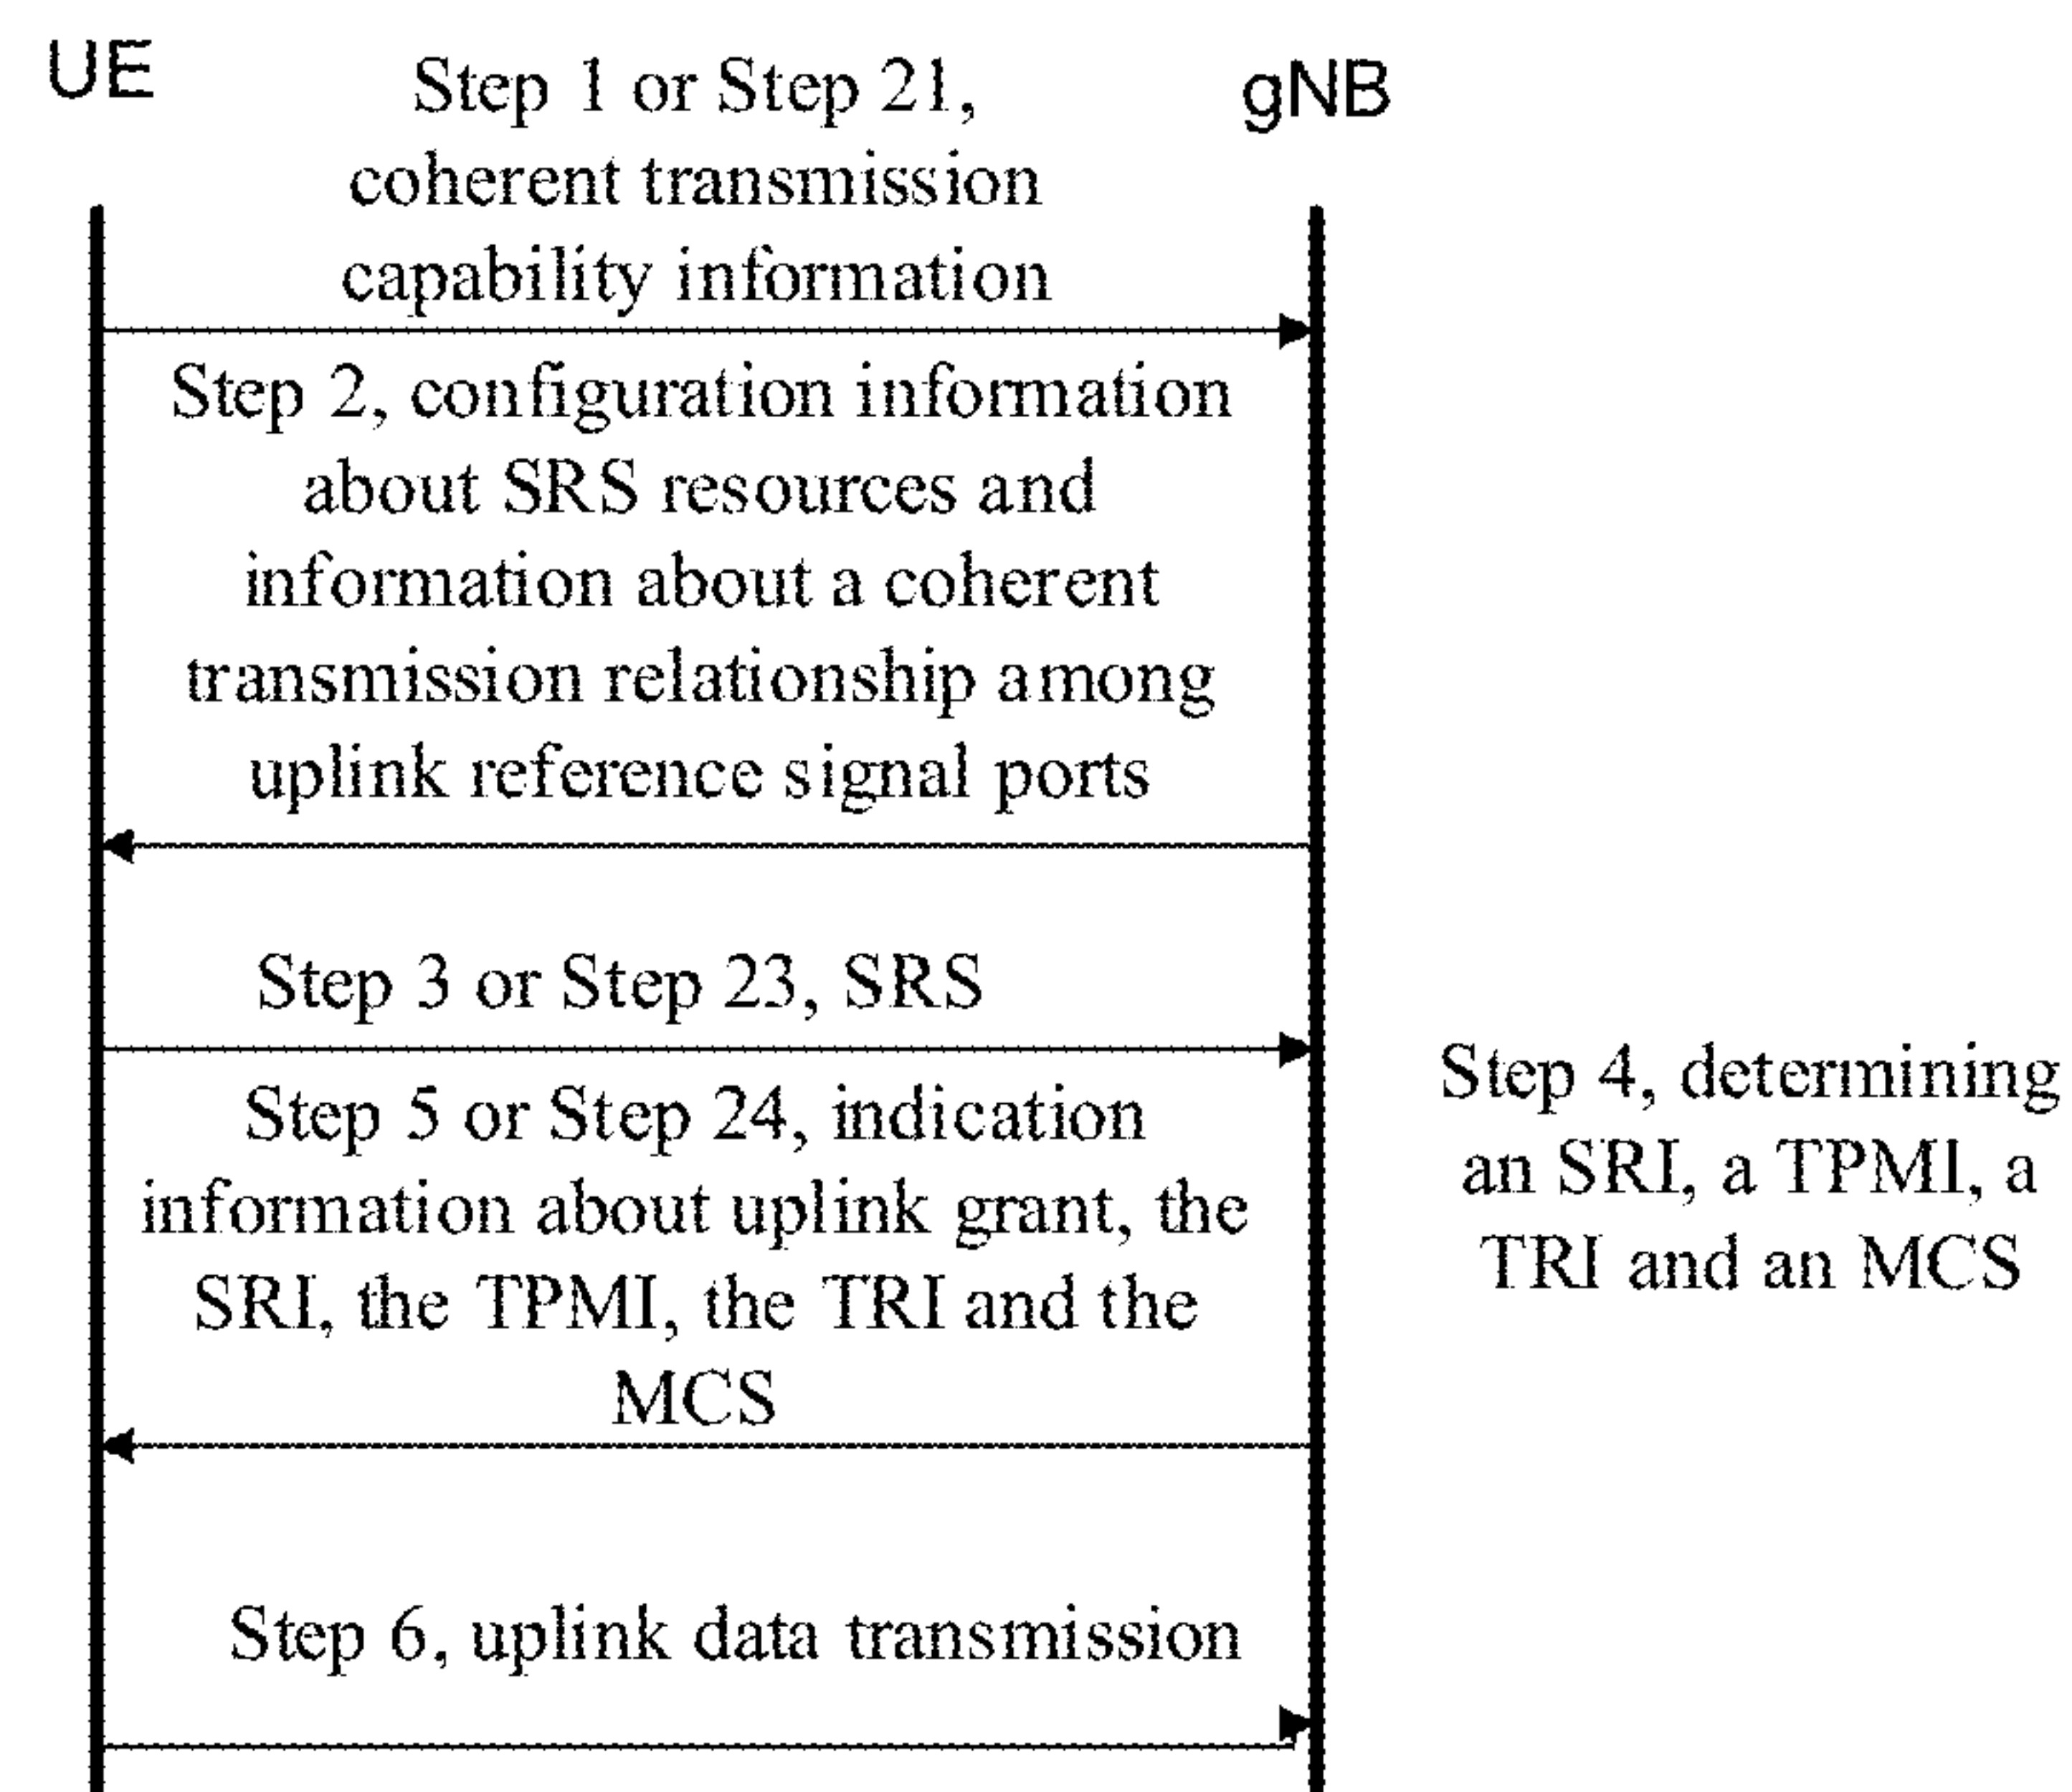 UE
gNB
Step 1 or Step 21,
coherent transmission
capability information
Step 2, configuration information
about SRS resources and
information about a coherent
transmission relationship among
uplink reference signal ports
Step 3 or Step 23, SRS
Step 4, determining
an SRI, a TPMI, a
TRI and an MCS
Step 5 or Step 24, indication
information about uplink grant, the
SRI, the TPMI, the TRI and the
MCS
Step 6, uplink data transmission